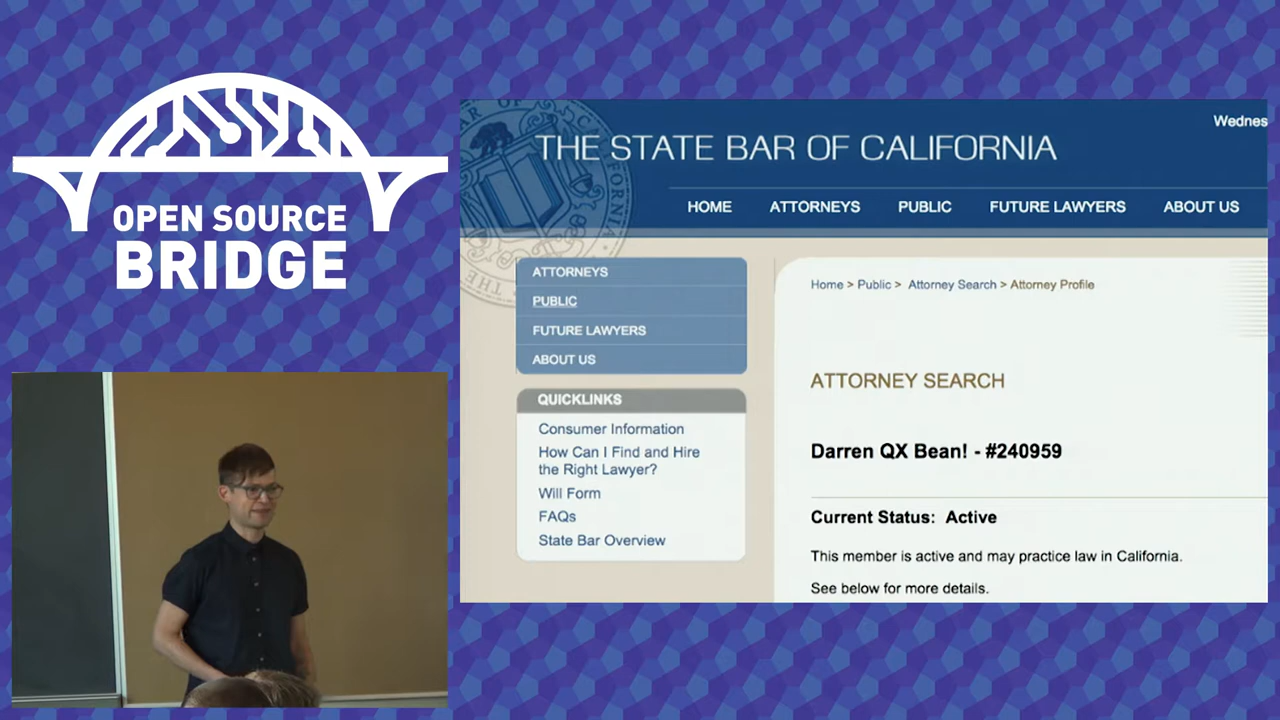 OPEN SOURCE
BRIDGE
THE STATE BAR OF CALIFORNIA
HOME ATTORNEYS PUBLIC FUTURE LAWYERS ABOUT US
ATTORNEYS
PUBLIC
FUTURE LAWYERS
ABOUT US
QUICKLINKS
Consumer Information
How Can I Find and Hire
the Right Lawyer?
Will Form
FAQs
State Bar Overview
Home > Public > Attorney Search > Attorney Profile
ATTORNEY SEARCH
Darren QX Bean! - #240959
Current Status: Active
This member is active and may practice law in California.
See below for more details.